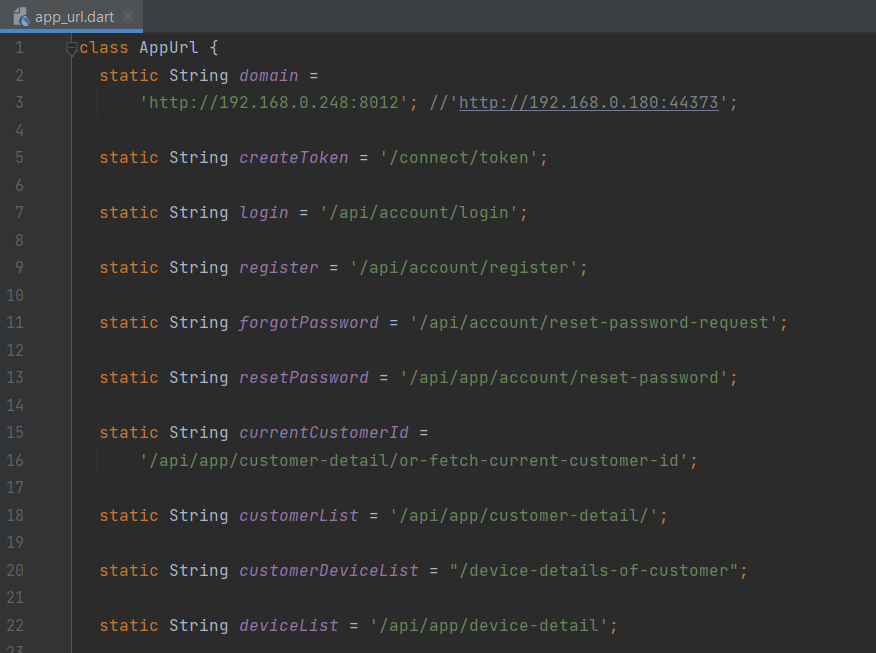 app_url.dart
1 class AppUrl {
2 static String domain =
3 'http://192.168.0.248:8012'; //'http://192.168.0.180:44373';
4
5 static String createToken = '/connect/token';
6
7 static String login = '/api/account/login';
8
9 static String register = '/api/account/register';
10
11 static String forgotPassword = '/api/account/reset-password-request';
12
13 static String resetPassword = '/api/app/account/reset-password';
14
15 static String currentCustomerId =
16 '/api/app/customer-detail/or-fetch-current-customer-id';
17
18 static String customerList = '/api/app/customer-detail/';
19
20 static String customerDeviceList = "/device-details-of-customer";
21
22 static String deviceList = '/api/app/device-detail';
23